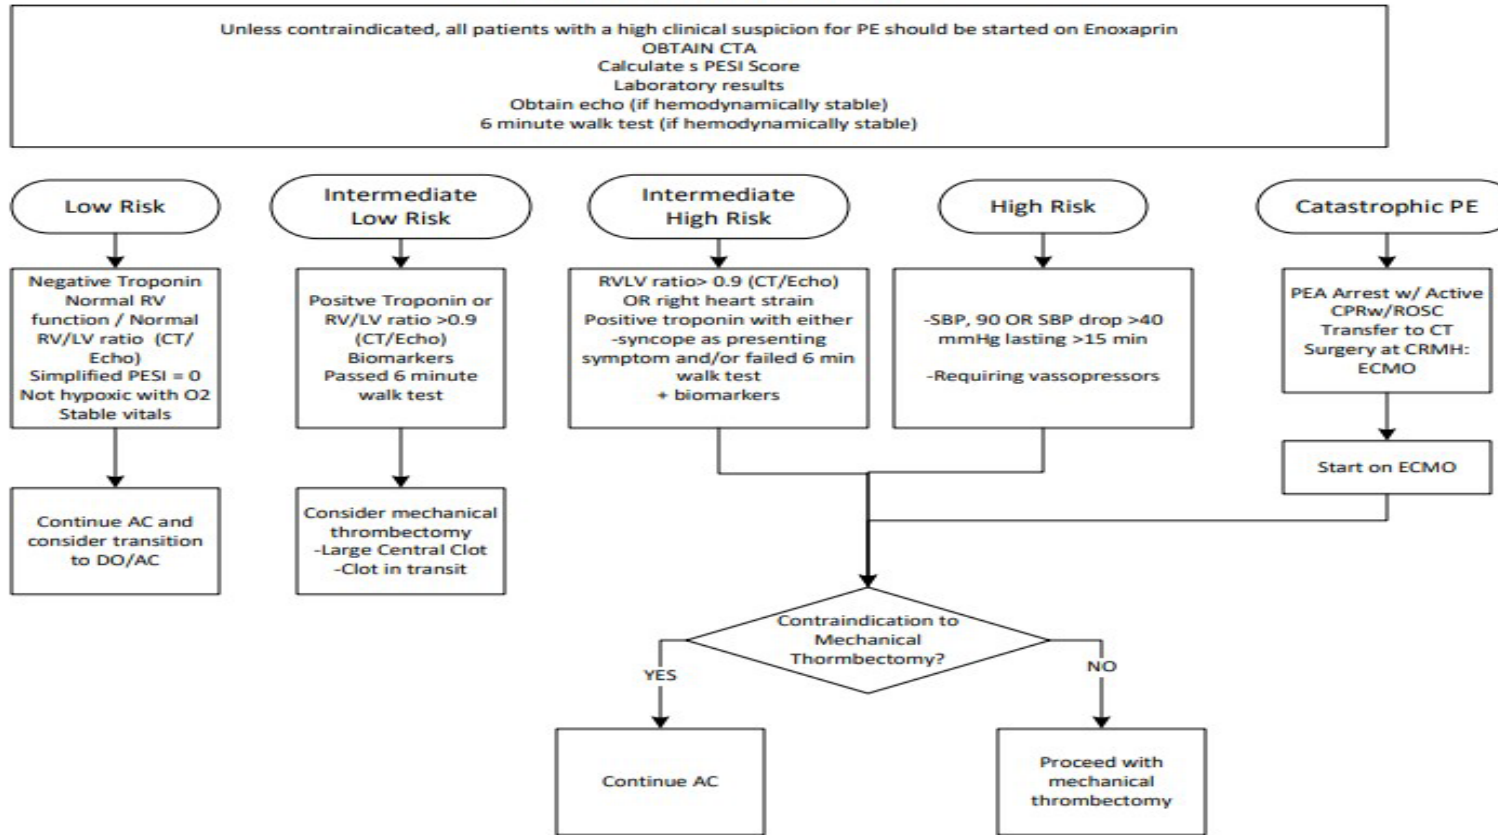 Unless contraindicated, all patients with a high clinical suspicion for PE should be started on Enoxaprin
OBTAIN CTA
Calculate s PESI Score
Laboratory results
Obtain echo (if hemodynamically stable)
6 minute walk test (if hemodynamically stable)
Low Risk
Intermediate
Low Risk
Intermediate
High Risk
High Risk
Catastrophic PE
Negative Troponin
Normal RV
function / Normal
RV/LV ratio (CT/
Echo)
Simplified PESI = 0
Not hypoxic with O2
Stable vitals
Positve Troponin or
RV/LV ratio >0.9
(CT/Echo)
Biomarkers
Passed 6 minute
walk test
RVLV ratio> 0.9 (CT/Echo)
OR right heart strain
Positive troponin with either
-syncope as presenting
symptom and/or failed 6 min
walk test
+ biomarkers
-SBP, 90 OR SBP drop >40
mmHg lasting >15 min
-Requiring vassopressors
PEA Arrest w/ Active
CPRw/ROSC
Transfer to CT
Surgery at CRMH:
ECMO
Start on ECMO
Continue AC and
consider transition
to DO/AC
Consider mechanical
thrombectomy
-Large Central Clot
-Clot in transit
Contraindication to
Mechanical
Thormbectomy?
YES
NO
Continue AC
Proceed with
mechanical
thrombectomy